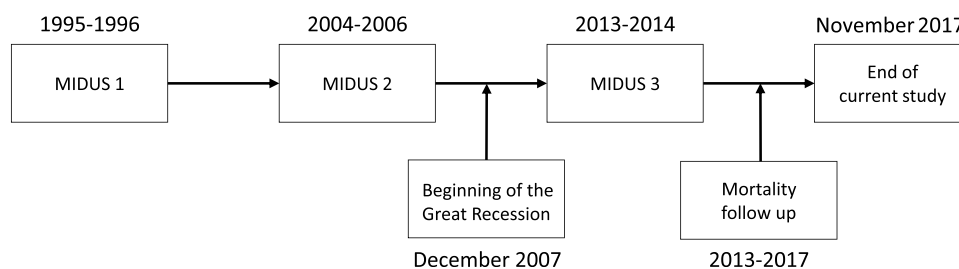 1995-1996
2004-2006
2013-2014
November 2017
MIDUS 1
MIDUS 2
MIDUS 3
End of
current study
Beginning of the
Great Recession
Mortality
follow up
December 2007
2013-2017